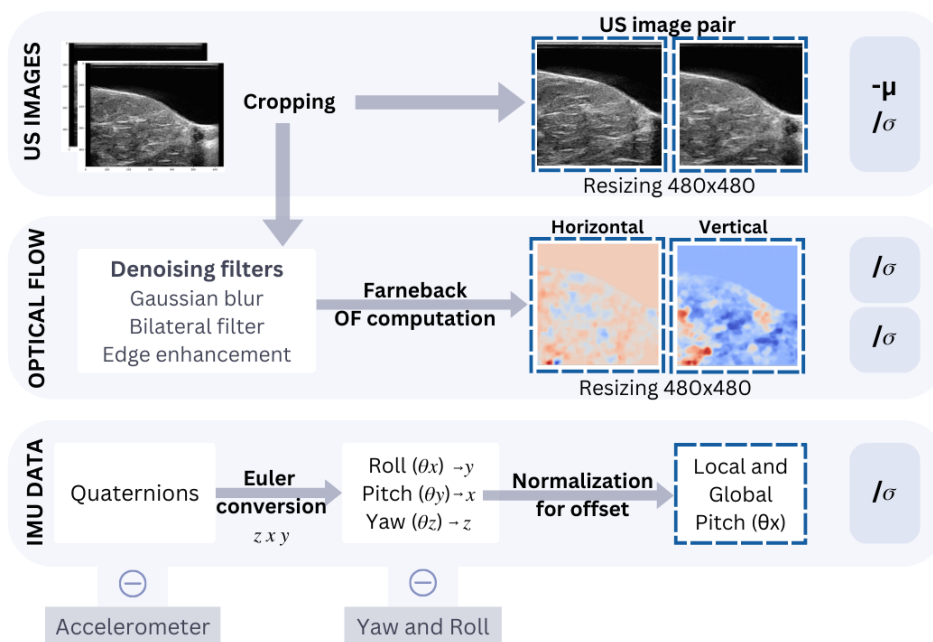 US IMAGES
Cropping
US image pair
Resizing 480x480
-μ
/σ
OPTICAL FLOW
Denoising filters
Gaussian blur
Bilateral filter
Edge enhancement
Farneback
OF computation
Horizontal
Vertical
Resizing 480x480
/σ
/σ
IMU DATA
Quaternions
Euler
conversion
z x y
Roll (θx) →y
Pitch (θy)→x
Yaw (θz)→ z
Normalization
for offset
Local and
Global
Pitch (θx)
/σ
Accelerometer
Yaw and Roll